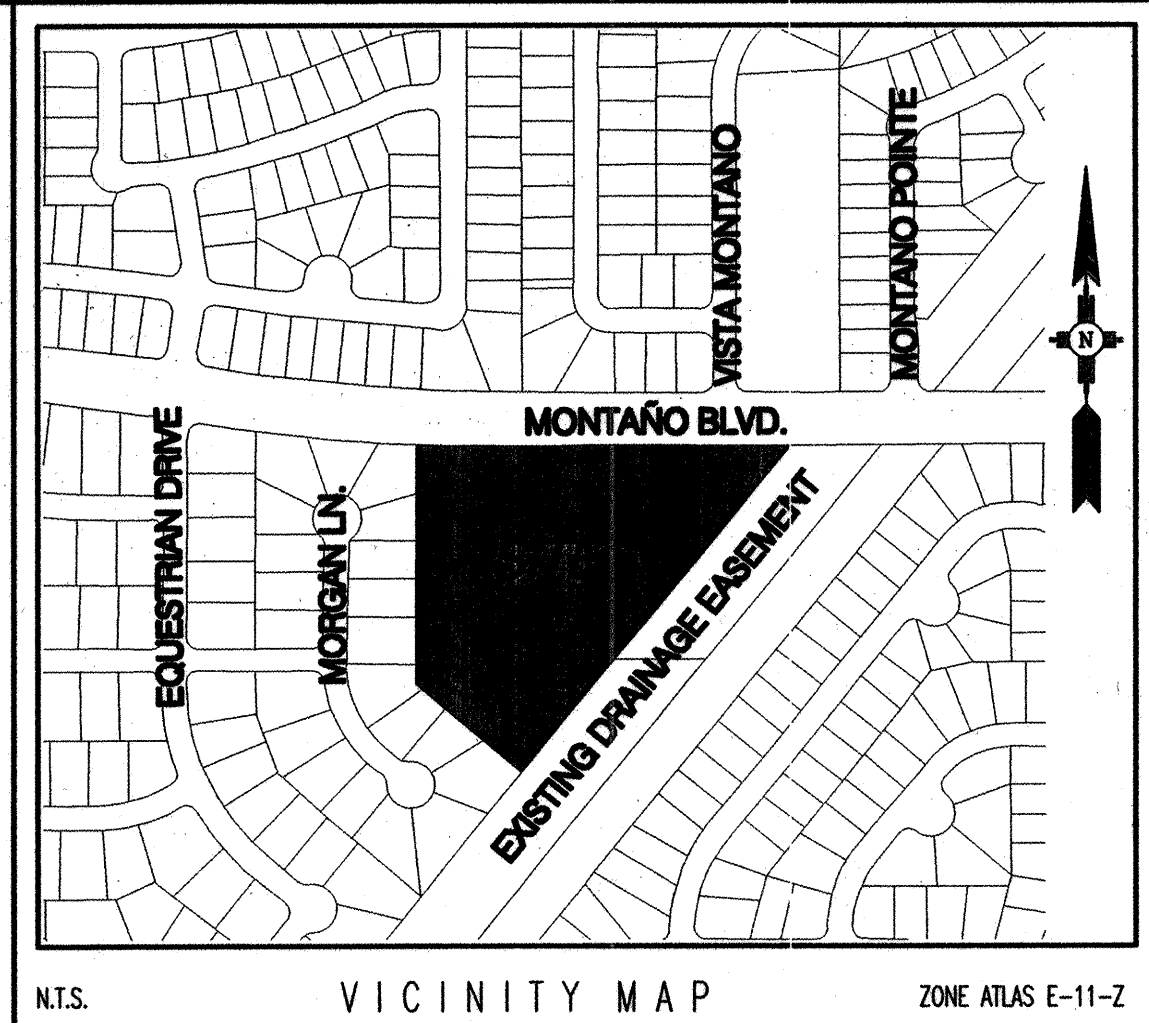 VISTA MONTANO
MONTANO POINTE
N
MONTAÑO BLVD.
EQUESTRIAN DRIVE
MORGAN LN.
EXISTING DRAINAGE EASEMENT
N.T.S.
VICINITY MAP
ZONE ATLAS E-11-Z